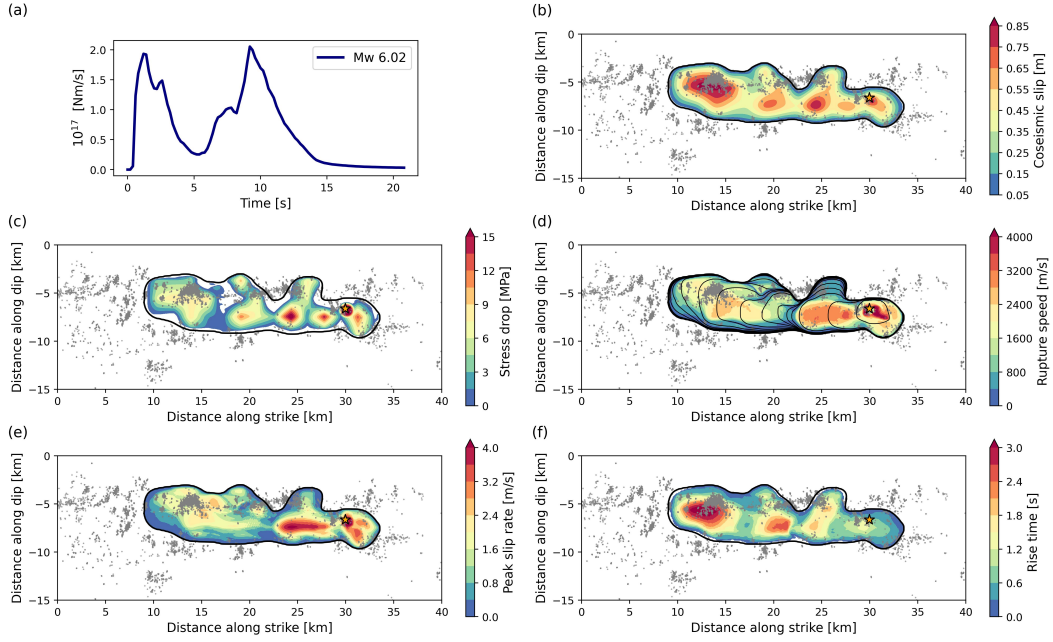 (a)
2.0
1.5
1.0
0.5
0.0
10^17 [Nm/s]
Mw 6.02
0 5 10 15 20
Time [s]
(b)
0
−5
−10
−15
Distance along dip [km]
0 5 10 15 20 25 30 35 40
Distance along strike [km]
0.85
0.75
0.65
0.55
0.45
0.35
0.25
0.15
0.05
Coseismic slip [m]
(c)
0
−5
−10
−15
Distance along dip [km]
0 5 10 15 20 25 30 35 40
Distance along strike [km]
15
12
9
6
3
0
Stress drop [MPa]
(d)
0
−5
−10
−15
Distance along dip [km]
0 5 10 15 20 25 30 35 40
Distance along strike [km]
4000
3200
2400
1600
800
0
Rupture speed [m/s]
(e)
0
−5
−10
−15
Distance along dip [km]
0 5 10 15 20 25 30 35 40
Distance along strike [km]
4.0
3.2
2.4
1.6
0.8
0.0
Peak slip rate [m/s]
(f)
0
−5
−10
−15
Distance along dip [km]
0 5 10 15 20 25 30 35 40
Distance along strike [km]
3.0
2.4
1.8
1.2
0.6
0.0
Rise time [s]